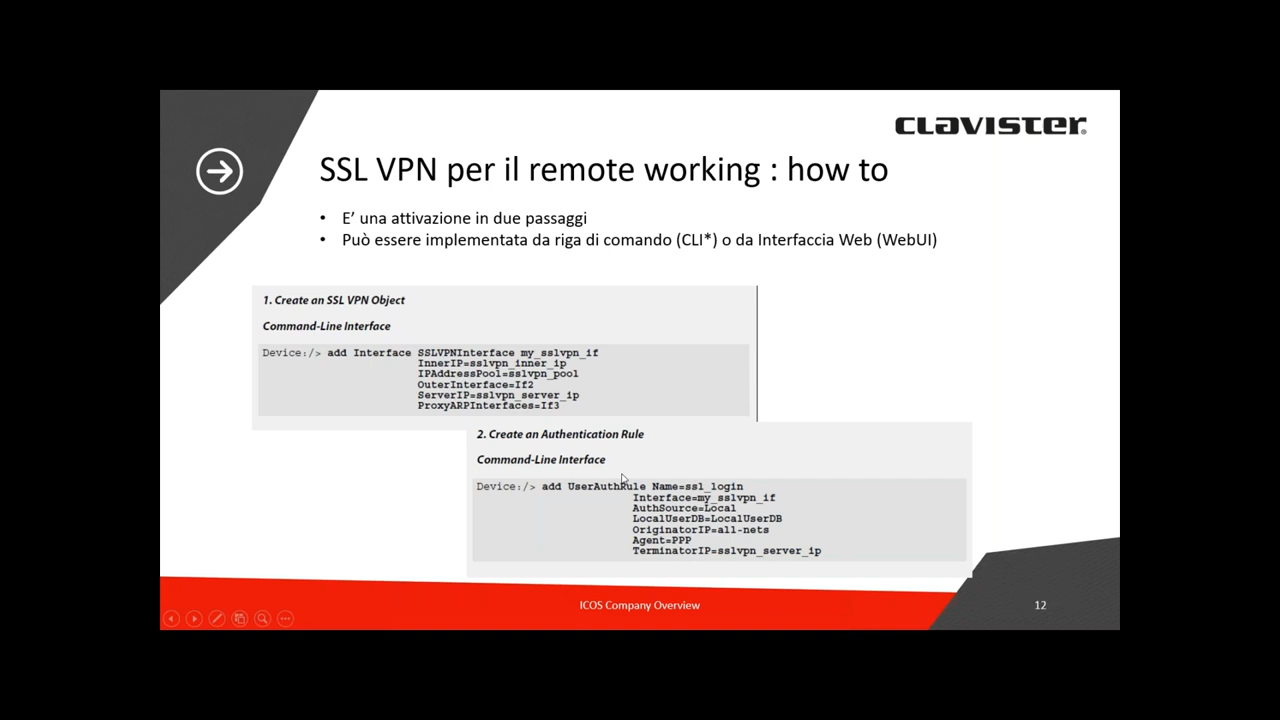 CLAVISTER®
SSL VPN per il remote working : how to
• E’ una attivazione in due passaggi
• Può essere implementata da riga di comando (CLI*) o da Interfaccia Web (WebUI)
1. Create an SSL VPN Object
Command-Line Interface
Device:/> add Interface SSLVPNInterface my_sslvpn_if
InnerIP=sslvpn_inner_ip
IPAddressPool=sslvpn_pool
OuterInterface=If2
ServerIP=sslvpn_server_ip
ProxyARPInterfaces=If3
2. Create an Authentication Rule
Command-Line Interface
Device:/> add UserAuthRule Name=ssl_login
Interface=my_sslvpn_if
AuthSource=Local
LocalUserDB=LocalUserDB
OriginatorIP=all-nets
Agent=PPP
TerminatorIP=sslvpn_server_ip
ICOS Company Overview
12